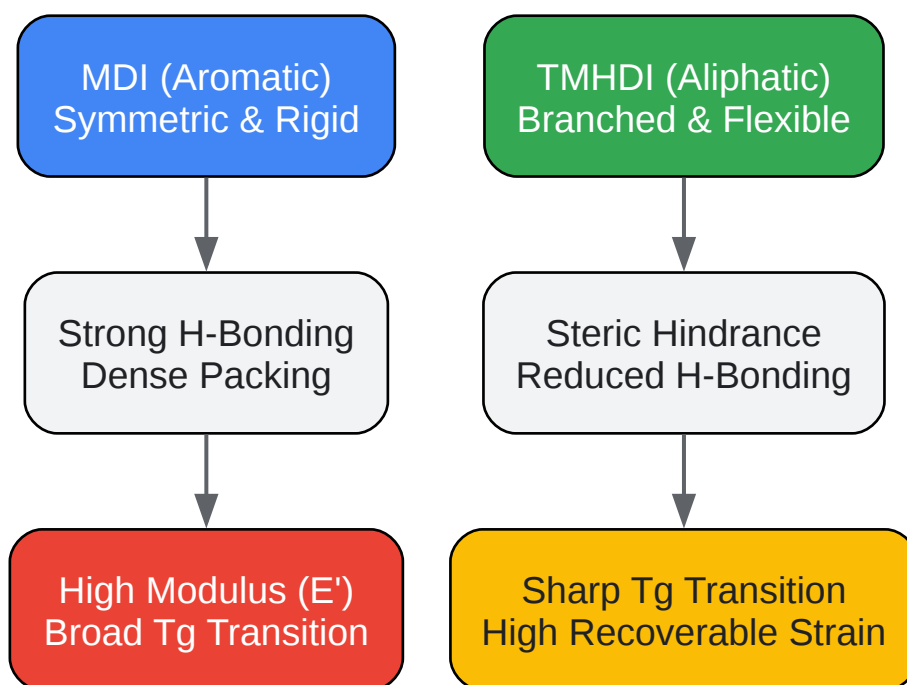 MDI (Aromatic)
Symmetric & Rigid
TMHDI (Aliphatic)
Branched & Flexible
Strong H-Bonding
Dense Packing
Steric Hindrance
Reduced H-Bonding
High Modulus (E')
Broad Tg Transition
Sharp Tg Transition
High Recoverable Strain